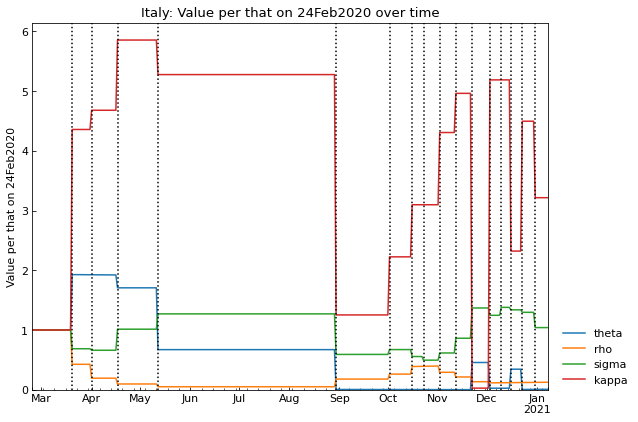 Italy: Value per that on 24Feb2020 over time
Value per that on 24Feb2020
6
5
4
3
2
1
0
Mar Apr May Jun Jul Aug Sep Oct Nov Dec Jan
2021
theta
rho
sigma
kappa